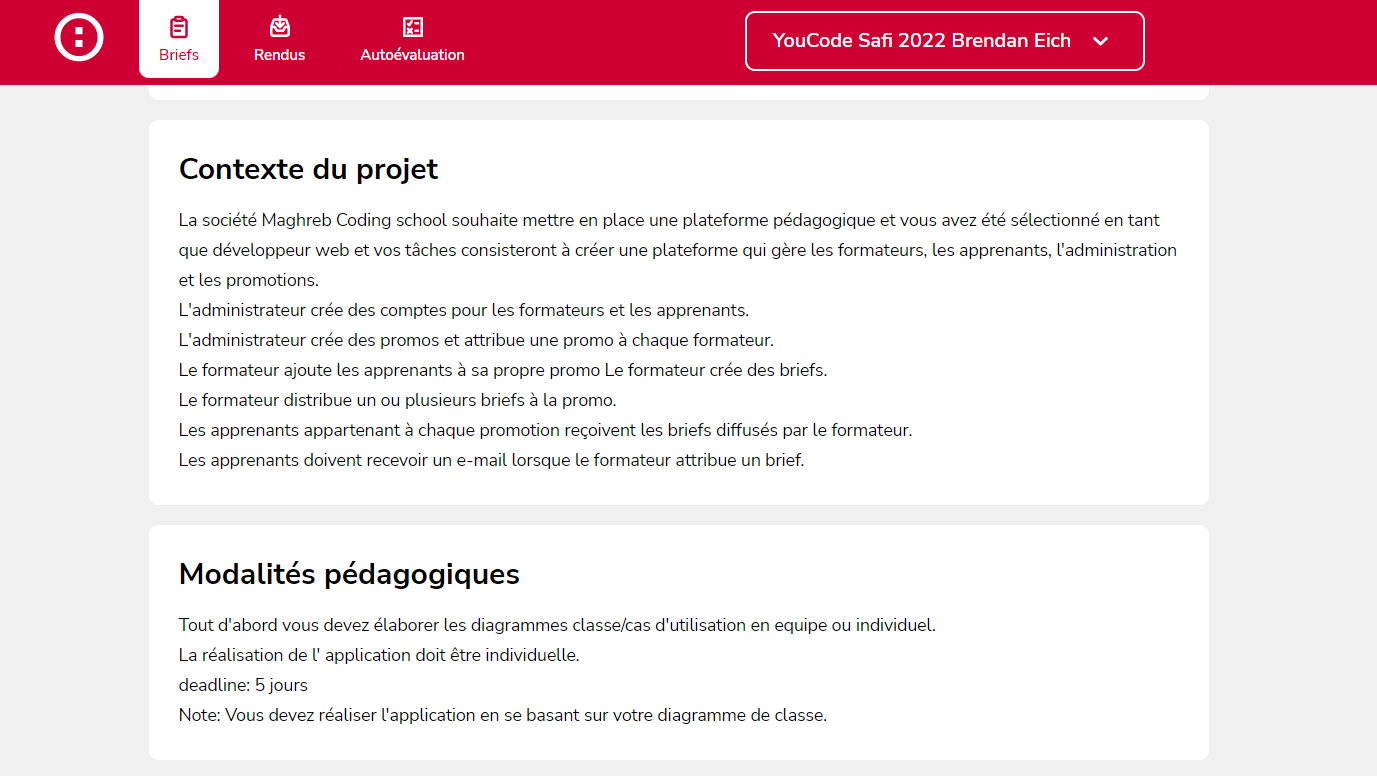 Briefs
Rendus
Autoévaluation
YouCode Safi 2022 Brendan Eich
Contexte du projet
La société Maghreb Coding school souhaite mettre en place une plateforme pédagogique et vous avez été sélectionné en tant
que développeur web et vos tâches consisteront à créer une plateforme qui gère les formateurs, les apprenants, l'administration
et les promotions.
L'administrateur crée des comptes pour les formateurs et les apprenants.
L'administrateur crée des promos et attribue une promo à chaque formateur.
Le formateur ajoute les apprenants à sa propre promo Le formateur crée des briefs.
Le formateur distribue un ou plusieurs briefs à la promo.
Les apprenants appartenant à chaque promotion reçoivent les briefs diffusés par le formateur.
Les apprenants doivent recevoir un e-mail lorsque le formateur attribue un brief.
Modalités pédagogiques
Tout d'abord vous devez élaborer les diagrammes classe/cas d'utilisation en equipe ou individuel.
La réalisation de l' application doit être individuelle.
deadline: 5 jours
Note: Vous devez réaliser l'application en se basant sur votre diagramme de classe.